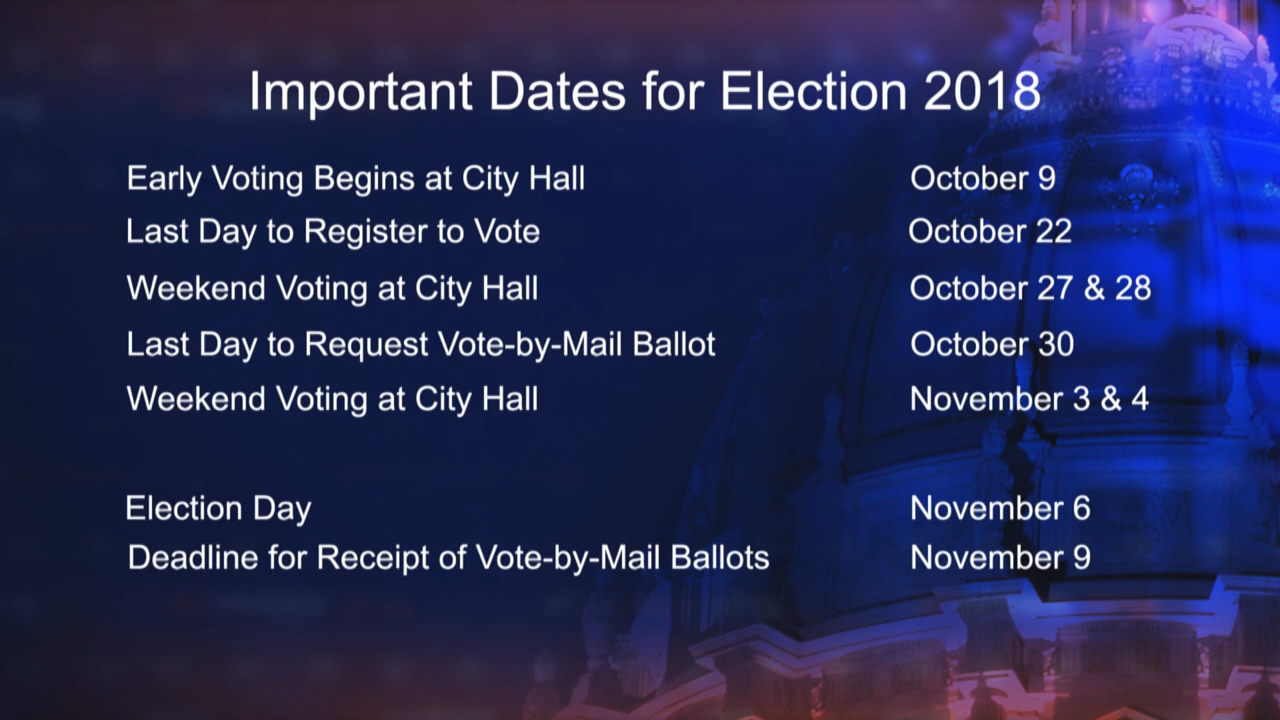 Important Dates for Election 2018
Early Voting Begins at City Hall October 9
Last Day to Register to Vote October 22
Weekend Voting at City Hall October 27 & 28
Last Day to Request Vote-by-Mail Ballot October 30
Weekend Voting at City Hall November 3 & 4
Election Day November 6
Deadline for Receipt of Vote-by-Mail Ballots November 9